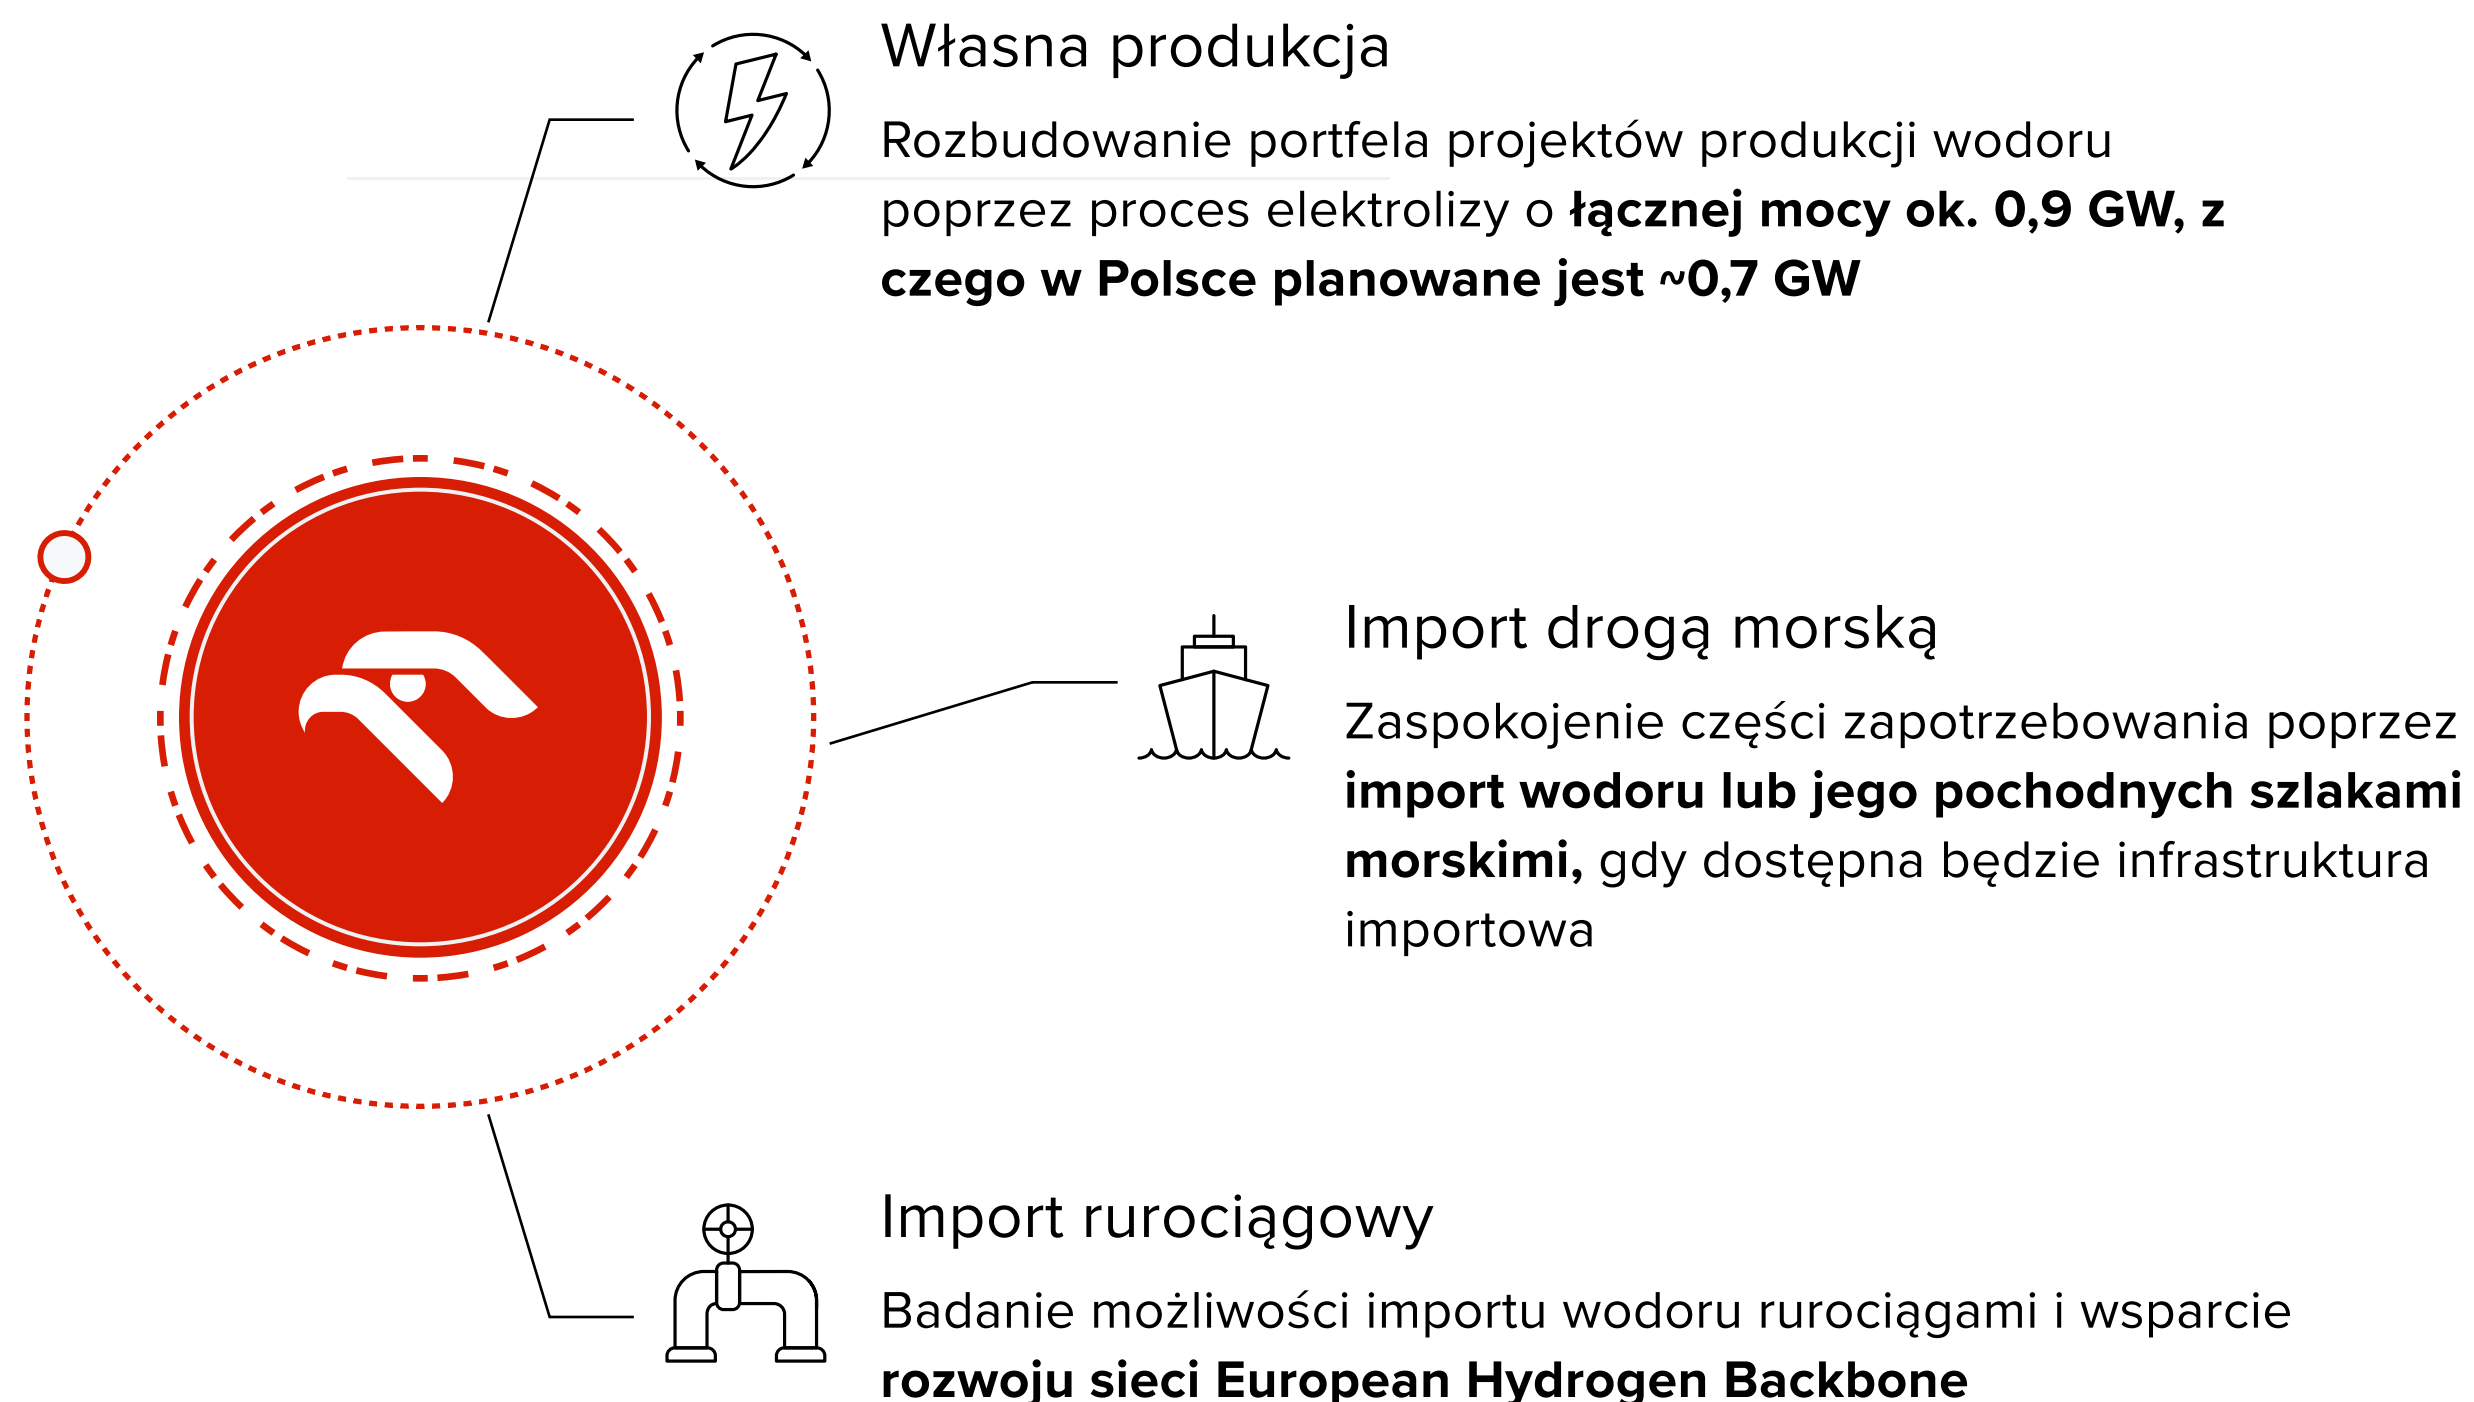 Własna produkcja
Rozbudowanie portfela projektów produkcji wodoru
poprzez proces elektrolizy o łącznej mocy ok. 0,9 GW, z
czego w Polsce planowane jest ~0,7 GW
Import drogą morską
Zaspokojenie części zapotrzebowania poprzez
import wodoru lub jego pochodnych szlakami
morskimi, gdy dostępna będzie infrastruktura
importowa
Import rurociągowy
Badanie możliwości importu wodoru rurociągami i wsparcie
rozwoju sieci European Hydrogen Backbone